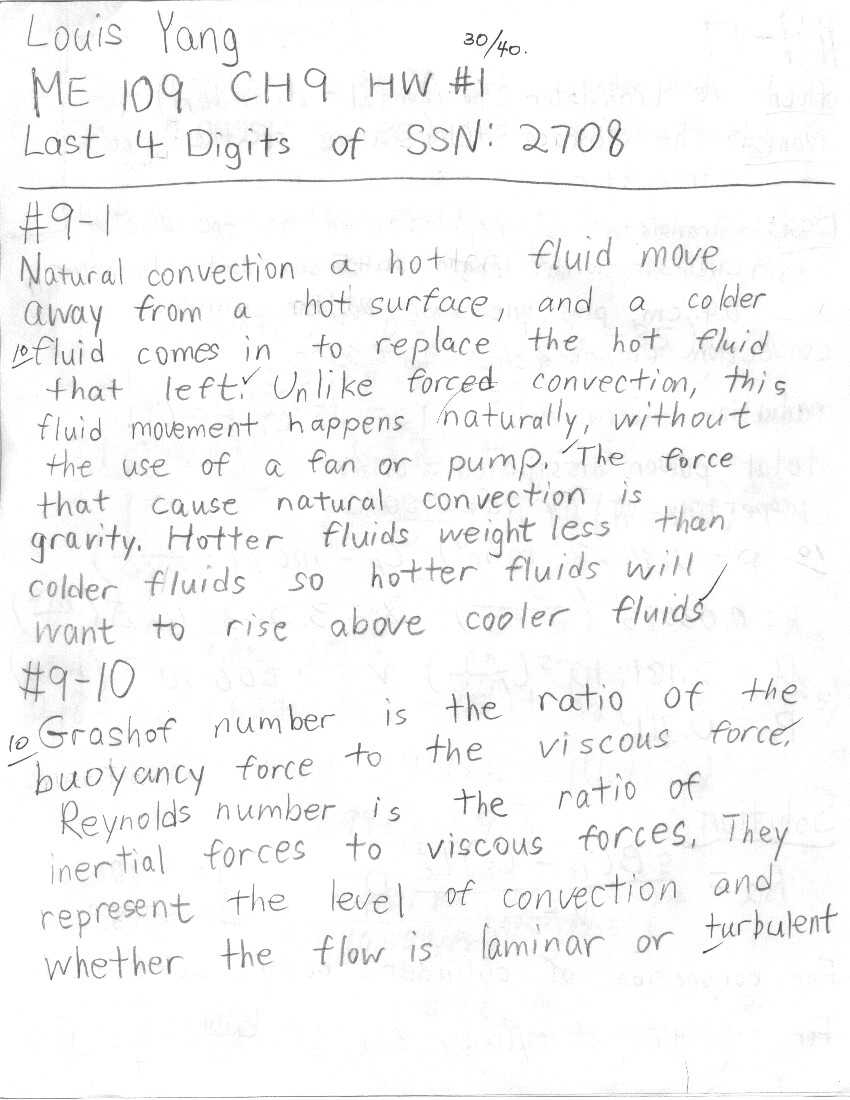 Louis Yang
30/40.
ME 109 CH9 HW #1
Last 4 Digits of SSN: 2708
#9-1
Natural convection a hot fluid move
away from a hot surface, and a colder
10 fluid comes in to replace the hot fluid
that left. Unlike forced convection, this
fluid movement happens naturally, without
the use of a fan or pump. The force
that cause natural convection is
gravity. Hotter fluids weight less than
colder fluids so hotter fluids will
want to rise above cooler fluids
#9-10
10 Grashof number is the ratio of the
buoyancy force to the viscous force.
Reynolds number is the ratio of
inertial forces to viscous forces. They
represent the level of convection and
whether the flow is laminar or turbulent